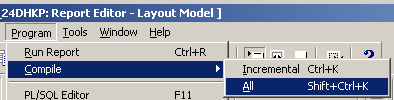 _24DHKP: Report Editor - Layout Model ]
Program Tools Window Help
Run Report Ctrl+R
Compile
Incremental Ctrl+K
All Shift+Ctrl+K
PL/SQL Editor F11